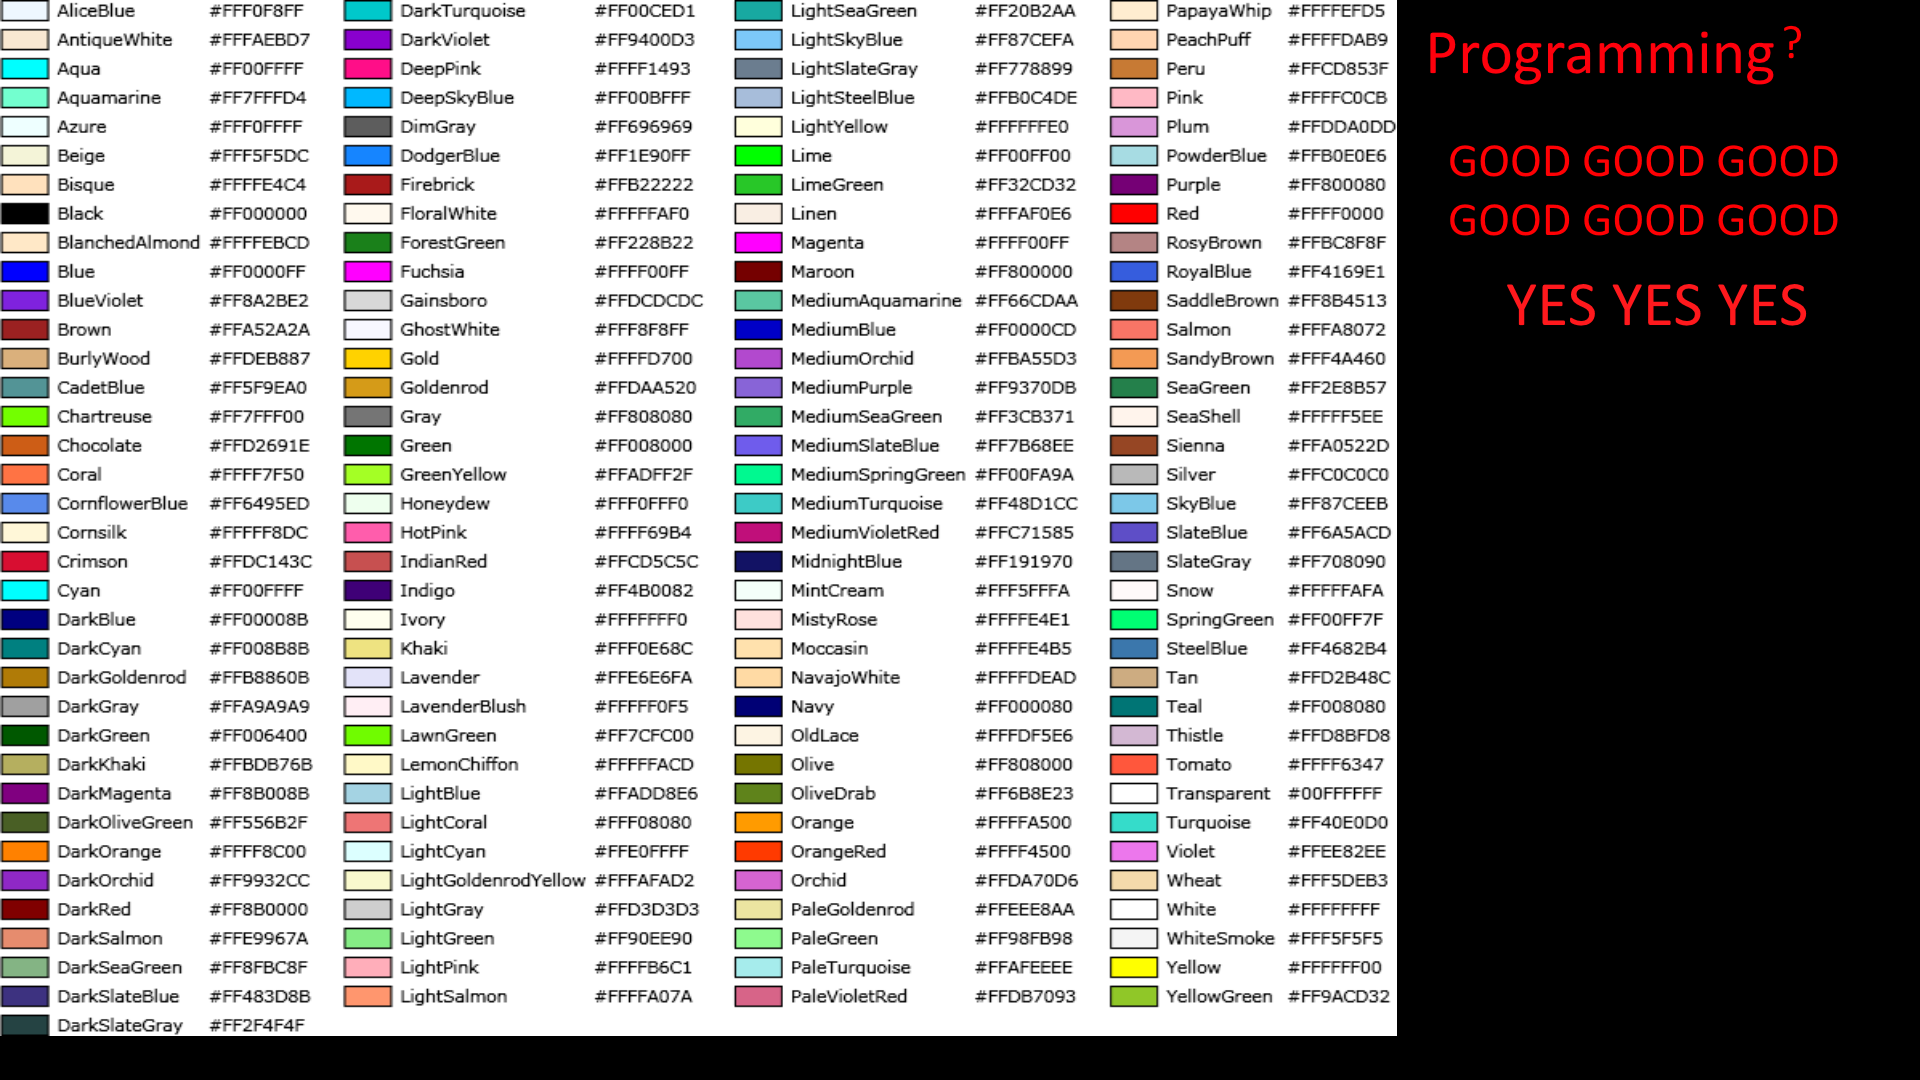 AliceBlue #FFF0F8FF
AntiqueWhite #FFFAEBD7
Aqua #FF00FFFF
Aquamarine #FF7FFFD4
Azure #FFF0FFFF
Beige #FFF5F5DC
Bisque #FFFFE4C4
Black #FF000000
BlanchedAlmond #FFFFEBCD
Blue #FF0000FF
BlueViolet #FF8A2BE2
Brown #FFA52A2A
BurlyWood #FFDEB887
CadetBlue #FF5F9EA0
Chartreuse #FF7FFF00
Chocolate #FFD2691E
Coral #FFFF7F50
CornflowerBlue #FF6495ED
Cornsilk #FFFFF8DC
Crimson #FFDC143C
Cyan #FF00FFFF
DarkBlue #FF00008B
DarkCyan #FF008B8B
DarkGoldenrod #FFB8860B
DarkGray #FFA9A9A9
DarkGreen #FF006400
DarkKhaki #FFBDB76B
DarkMagenta #FF8B008B
DarkOliveGreen #FF556B2F
DarkOrange #FFFF8C00
DarkOrchid #FF9932CC
DarkRed #FF8B0000
DarkSalmon #FFE9967A
DarkSeaGreen #FF8FBC8F
DarkSlateBlue #FF483D8B
DarkSlateGray #FF2F4F4F
DarkTurquoise #FF00CED1
DarkViolet #FF9400D3
DeepPink #FFFF1493
DeepSkyBlue #FF00BFFF
DimGray #FF696969
DodgerBlue #FF1E90FF
Firebrick #FFB22222
FloralWhite #FFFFFAF0
ForestGreen #FF228B22
Fuchsia #FFFF00FF
Gainsboro #FFDCDCDC
GhostWhite #FFF8F8FF
Gold #FFFFD700
Goldenrod #FFDAA520
Gray #FF808080
Green #FF008000
GreenYellow #FFADFF2F
Honeydew #FFF0FFF0
HotPink #FFFF69B4
IndianRed #FFCD5C5C
Indigo #FF4B0082
Ivory #FFFFFFF0
Khaki #FFF0E68C
Lavender #FFE6E6FA
LavenderBlush #FFFFF0F5
LawnGreen #FF7CFC00
LemonChiffon #FFFFFACD
LightBlue #FFADD8E6
LightCoral #FFF08080
LightCyan #FFE0FFFF
LightGoldenrodYellow #FFFAFAD2
LightGray #FFD3D3D3
LightGreen #FF90EE90
LightPink #FFFFB6C1
LightSalmon #FFFFA07A
LightSeaGreen #FF20B2AA
LightSkyBlue #FF87CEFA
LightSlateGray #FF778899
LightSteelBlue #FFB0C4DE
LightYellow #FFFFFFE0
Lime #FF00FF00
LimeGreen #FF32CD32
Linen #FFFAF0E6
Magenta #FFFF00FF
Maroon #FF800000
MediumAquamarine #FF66CDAA
MediumBlue #FF0000CD
MediumOrchid #FFBA55D3
MediumPurple #FF9370DB
MediumSeaGreen #FF3CB371
MediumSlateBlue #FF7B68EE
MediumSpringGreen #FF00FA9A
MediumTurquoise #FF48D1CC
MediumVioletRed #FFC71585
MidnightBlue #FF191970
MintCream #FFF5FFFA
MistyRose #FFFFE4E1
Moccasin #FFFFE4B5
NavajoWhite #FFFFDEAD
Navy #FF000080
OldLace #FFFDF5E6
Olive #FF808000
OliveDrab #FF6B8E23
Orange #FFFFA500
OrangeRed #FFFF4500
Orchid #FFDA70D6
PaleGoldenrod #FFEEE8AA
PaleGreen #FF98FB98
PaleTurquoise #FFAFEEEE
PaleVioletRed #FFDB7093
PapayaWhip #FFFFEFD5
PeachPuff #FFFFDAB9
Peru #FFCD853F
Pink #FFFFC0CB
Plum #FFDDA0DD
PowderBlue #FFB0E0E6
Purple #FF800080
Red #FFFF0000
RosyBrown #FFBC8F8F
RoyalBlue #FF4169E1
SaddleBrown #FF8B4513
Salmon #FFFA8072
SandyBrown #FFF4A460
SeaGreen #FF2E8B57
SeaShell #FFFFF5EE
Sienna #FFA0522D
Silver #FFC0C0C0
SkyBlue #FF87CEEB
SlateBlue #FF6A5ACD
SlateGray #FF708090
Snow #FFFFFAFA
SpringGreen #FF00FF7F
SteelBlue #FF4682B4
Tan #FFD2B48C
Teal #FF008080
Thistle #FFD8BFD8
Tomato #FFFF6347
Transparent #00FFFFFF
Turquoise #FF40E0D0
Violet #FFEE82EE
Wheat #FFF5DEB3
White #FFFFFFFF
WhiteSmoke #FFF5F5F5
Yellow #FFFFFF00
YellowGreen #FF9ACD32
Programming?
GOOD GOOD GOOD
GOOD GOOD GOOD
YES YES YES